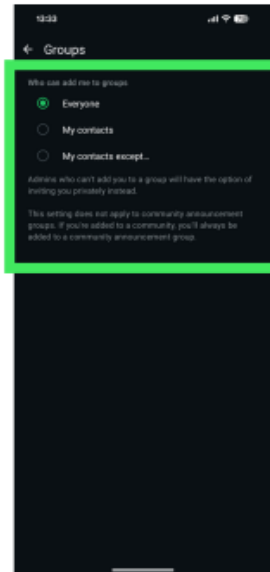 13:33
Groups
Who can add me to groups
Everyone
My contacts
My contacts except...
Admins who can't add you to a group will have the option of
inviting you privately instead.
This setting does not apply to community announcement
groups. If you're added to a community, you'll always be
added to a community announcement group.